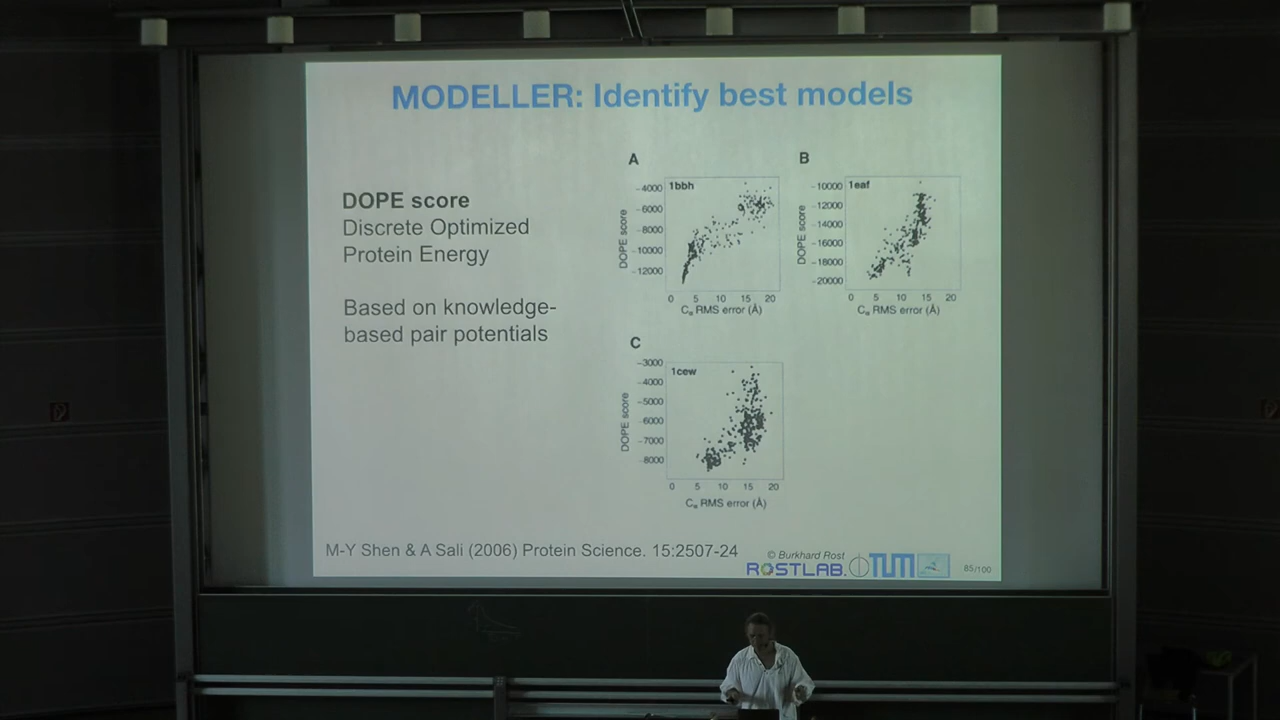 MODELLER: Identify best models
DOPE score
Discrete Optimized
Protein Energy
Based on knowledge-
based pair potentials
A
1bbh
DOPE score
-4000
-6000
-8000
-10000
-12000
0 5 10 15 20
Cα RMS error (Å)
B
1eaf
DOPE score
-10000
-12000
-14000
-16000
-18000
-20000
0 5 10 15 20
Cα RMS error (Å)
C
1cew
DOPE score
-3000
-4000
-5000
-6000
-7000
-8000
0 5 10 15 20
Cα RMS error (Å)
M-Y Shen & A Sali (2006) Protein Science. 15:2507-24
© Burkhard Rost
ROSTLAB.
TUM
85/100